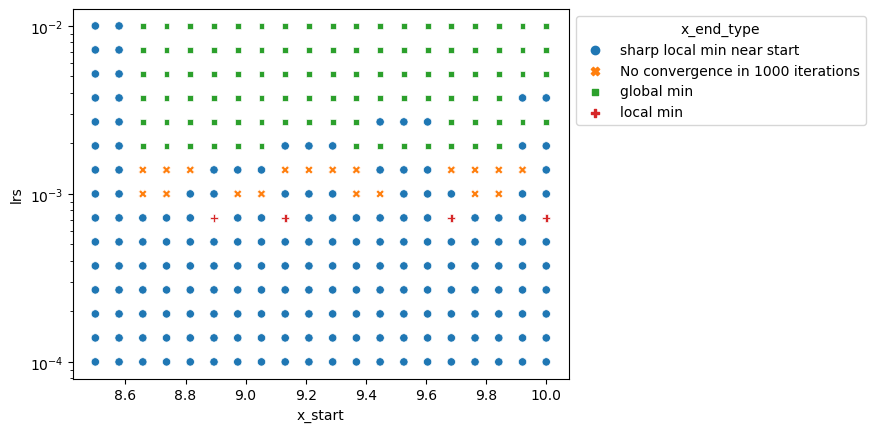 x_end_type
sharp local min near start
No convergence in 1000 iterations
global min
local min
10⁻²
10⁻³
10⁻⁴
lrs
8.6 8.8 9.0 9.2 9.4 9.6 9.8 10.0
x_start